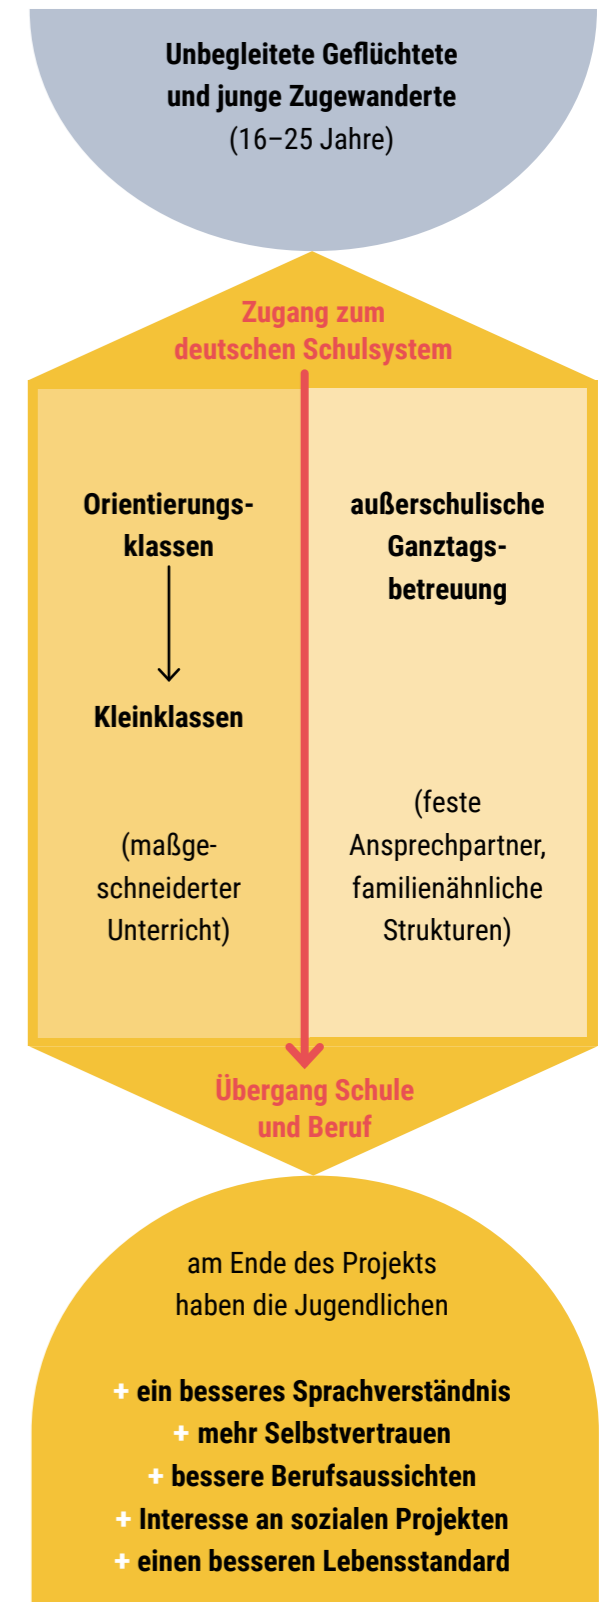 Unbegleitete Geflüchtete
und junge Zugewanderte
(16–25 Jahre)
Zugang zum
deutschen Schulsystem
Orientierungs-
klassen
Kleinklassen
(maßge-
schneiderter
Unterricht)
außerschulische
Ganztags-
betreuung
(feste
Ansprechpartner,
familienähnliche
Strukturen)
Übergang Schule
und Beruf
am Ende des Projekts
haben die Jugendlichen
+ ein besseres Sprachverständnis
+ mehr Selbstvertrauen
+ bessere Berufsaussichten
+ Interesse an sozialen Projekten
+ einen besseren Lebensstandard